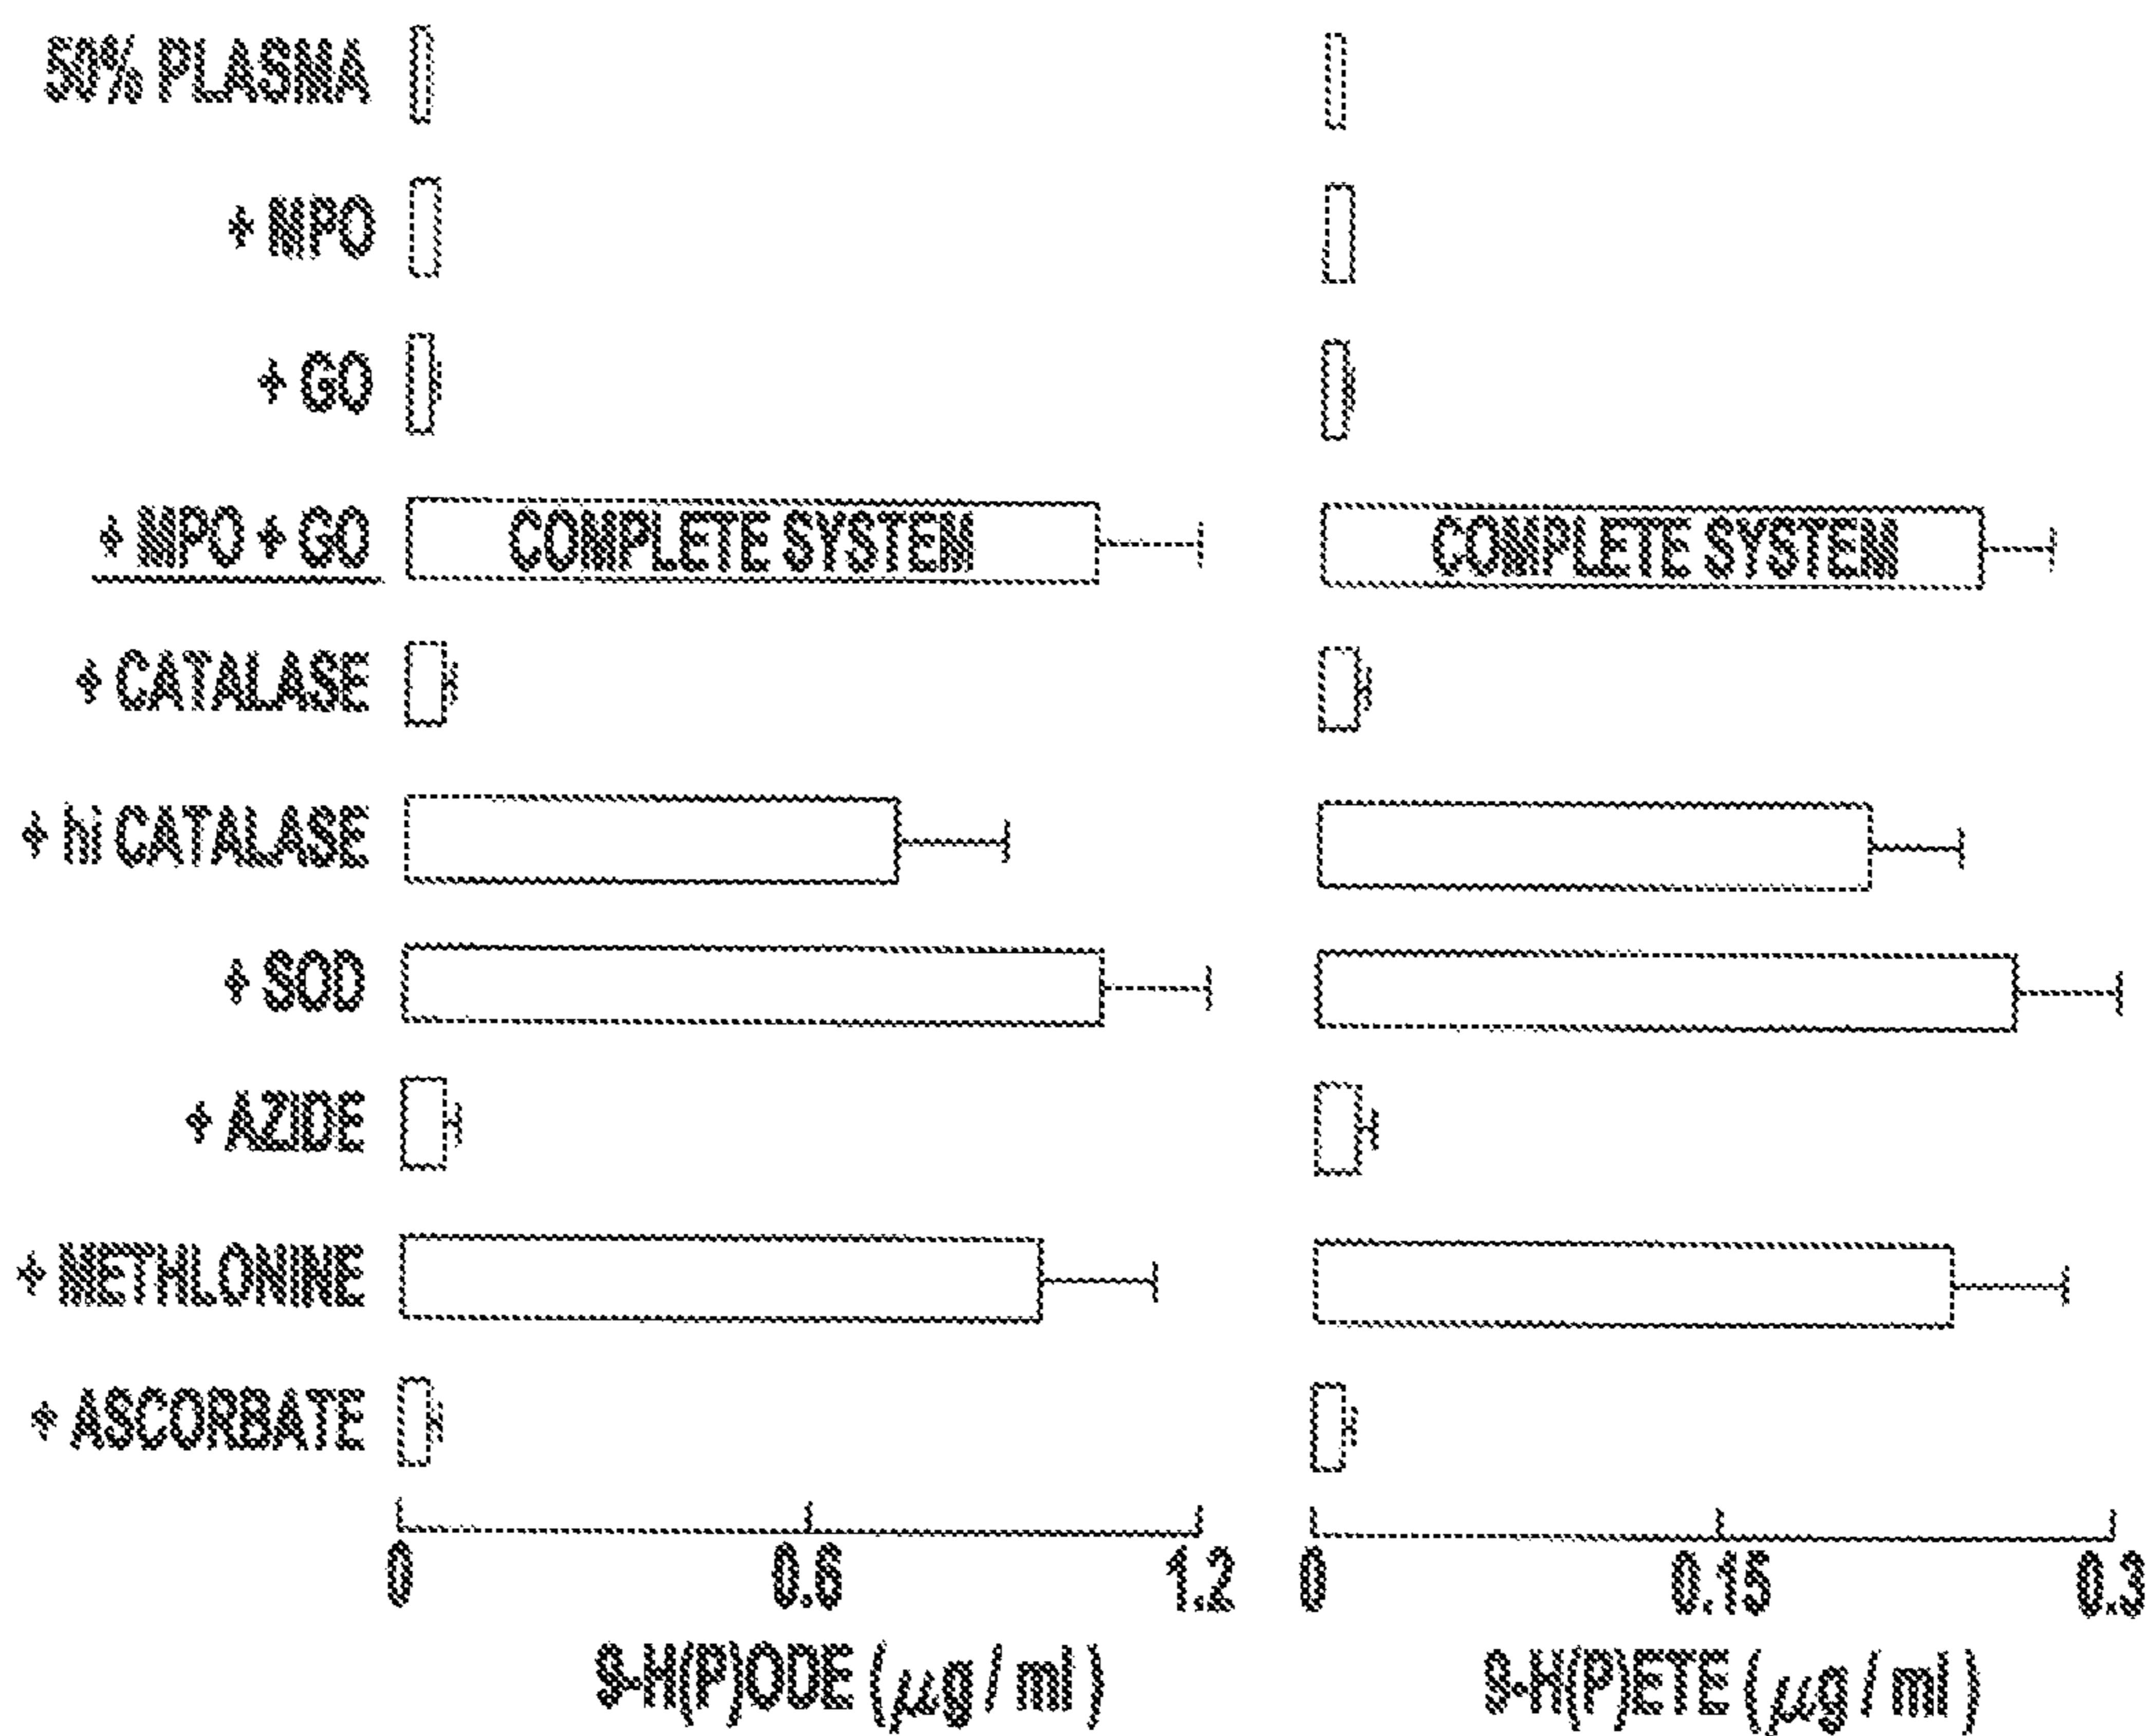 50% PLASMA
+ MPO
+ GO
+ MPO + GO COMPLETE SYSTEM COMPLETE SYSTEM
+ CATALASE
+ hi CATALASE
+ SOD
+ AZIDE
+ METHLONINE
+ ASCORBATE
0 0.6 1.2 0 0.15 0.3
9-H(P)ODE (μg / ml) 9-H(P)ETE (μg / ml)